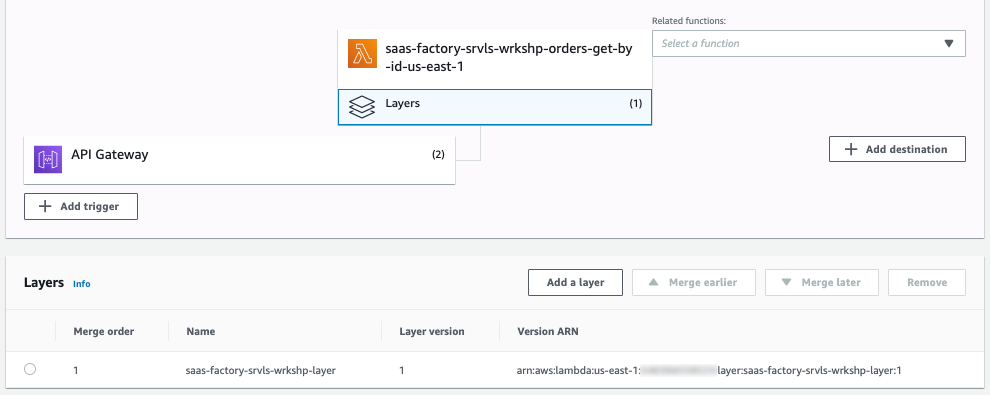 Related functions:
Select a function
saas-factory-srvls-wrkshp-orders-get-by
-id-us-east-1
Layers (1)
API Gateway (2)
Add destination
Add trigger
Layers Info
Add a layer Merge earlier Merge later Remove
Merge order Name Layer version Version ARN
1 saas-factory-srvls-wrkshp-layer 1 arn:aws:lambda:us-east-1: layer:saas-factory-srvls-wrkshp-layer:1